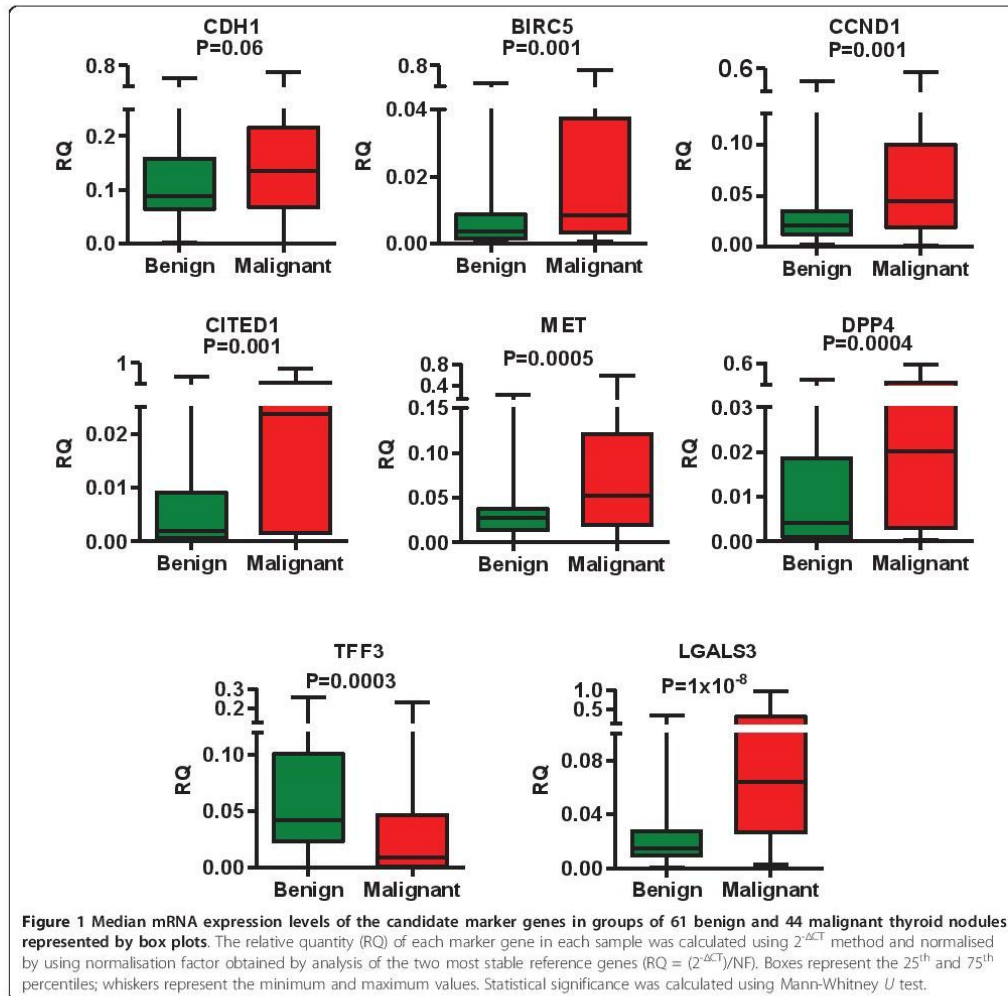 CDH1
P=0.06
0.8
0.2
0.1
0.0
RQ
Benign Malignant
BIRC5
P=0.001
0.8
0.04
0.02
0.00
RQ
Benign Malignant
CCND1
P=0.001
0.6
0.10
0.05
0.00
RQ
Benign Malignant
CITED1
P=0.001
1
0.02
0.01
0.00
RQ
Benign Malignant
MET
P=0.0005
0.8
0.4
0.15
0.10
0.05
0.00
RQ
Benign Malignant
DPP4
P=0.0004
0.6
0.03
0.02
0.01
0.00
RQ
Benign Malignant
TFF3
P=0.0003
0.3
0.2
0.10
0.05
0.00
RQ
Benign Malignant
LGALS3
P=1x10⁻⁸
1.0
0.5
0.08
0.04
0.00
RQ
Benign Malignant
Figure 1 Median mRNA expression levels of the candidate marker genes in groups of 61 benign and 44 malignant thyroid nodules
represented by box plots. The relative quantity (RQ) of each marker gene in each sample was calculated using 2^-ΔCT method and normalised
by using normalisation factor obtained by analysis of the two most stable reference genes (RQ = (2^-ΔCT)/NF). Boxes represent the 25th and 75th
percentiles; whiskers represent the minimum and maximum values. Statistical significance was calculated using Mann-Whitney U test.